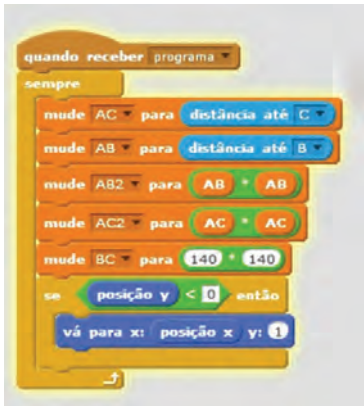 quando receber programa
sempre
mude AC para distância até C
mude AB para distância até B
mude AB2 para AB * AB
mude AC2 para AC * AC
mude BC para 140 * 140
se posição y < 0 então
vá para x: posição x y: 1